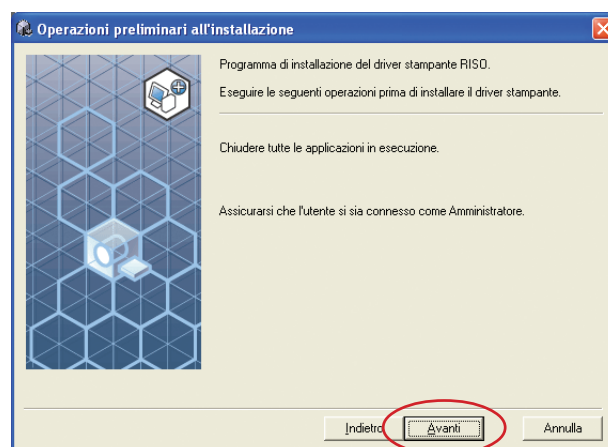 Operazioni preliminari all'installazione
Programma di installazione del driver stampante RISO.
Eseguire le seguenti operazioni prima di installare il driver stampante.
Chiudere tutte le applicazioni in esecuzione.
Assicurarsi che l'utente si sia connesso come Amministratore.
Indietro Avanti Annulla